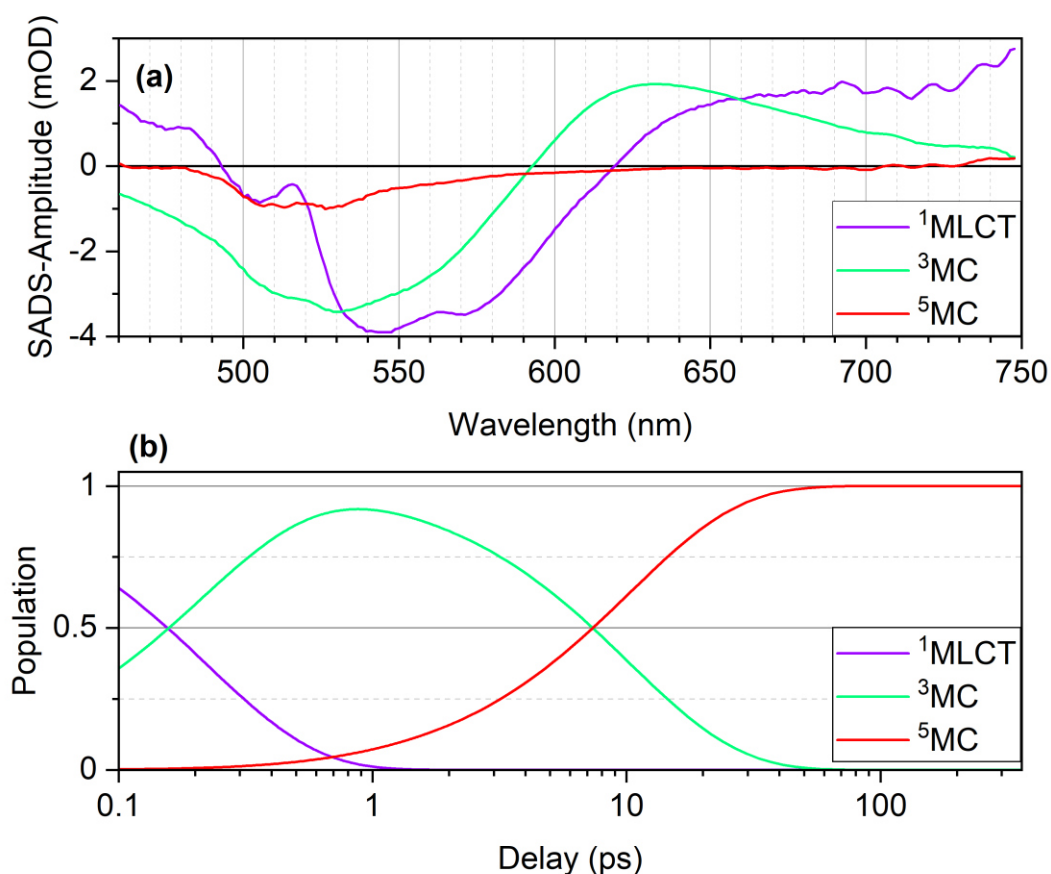 (a)
SADS-Amplitude (mOD)
2
0
-2
-4
¹MLCT
³MC
⁵MC
500 550 600 650 700 750
Wavelength (nm)
(b)
Population
1
0.5
0
¹MLCT
³MC
⁵MC
0.1 1 10 100
Delay (ps)